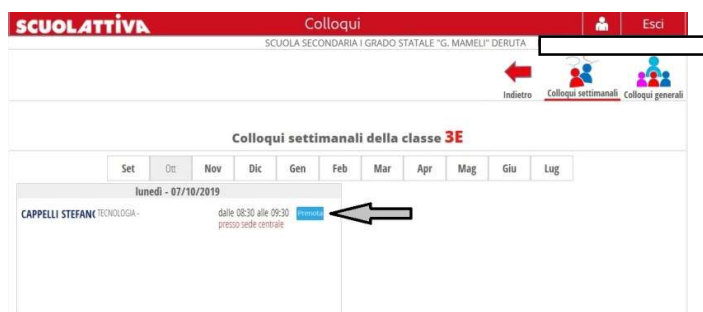 SCUOLATTIVA Colloqui Esci
SCUOLA SECONDARIA I GRADO STATALE "G. MAMELI" DERUTA
Indietro Colloqui settimanali Colloqui generali
Colloqui settimanali della classe 3E
Set Ott Nov Dic Gen Feb Mar Apr Mag Giu Lug
lunedì - 07/10/2019
CAPPELLI STEFANO TECNOLOGIA - dalle 08:30 alle 09:30 Prenota
presso sede centrale